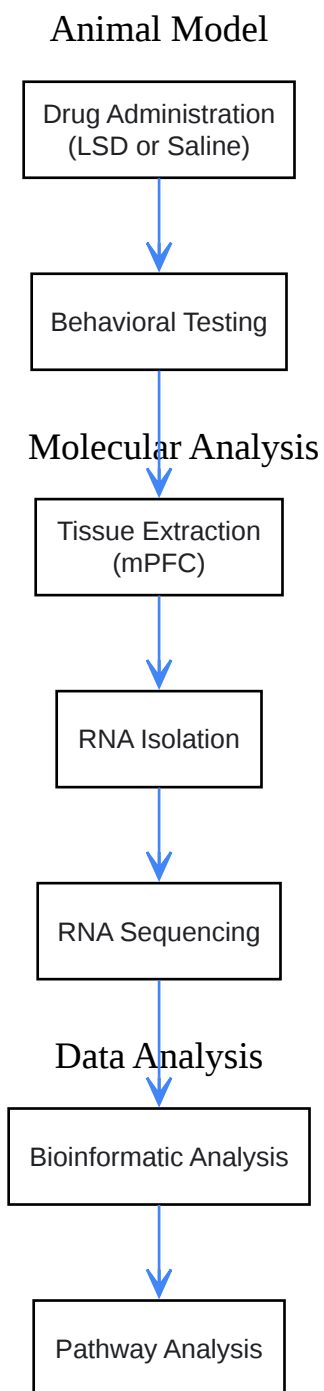 Animal Model
Drug Administration
(LSD or Saline)
Behavioral Testing
Molecular Analysis
Tissue Extraction
(mPFC)
RNA Isolation
RNA Sequencing
Data Analysis
Bioinformatic Analysis
Pathway Analysis